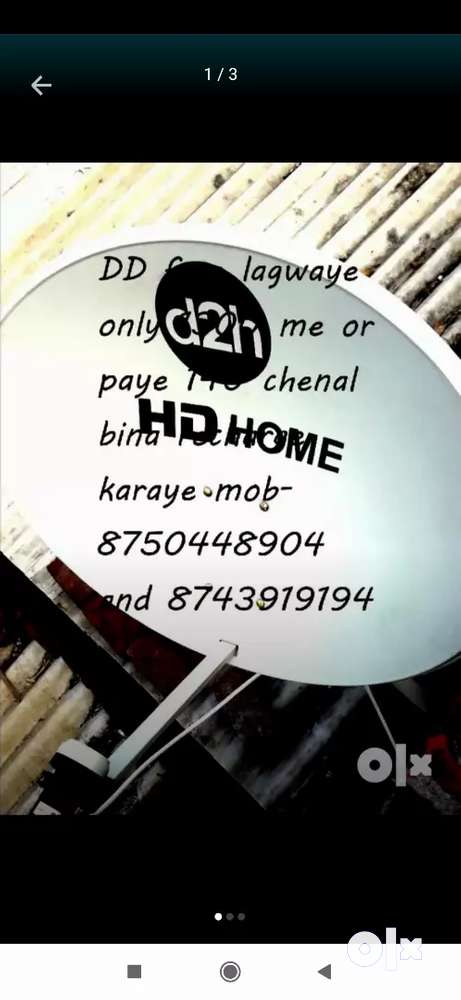 1 / 3
DD lagwaye
only me or
paye chenal
bina
karaye mob-
8750448904
and 8743919194
d2h
HD HOME
olx
olx